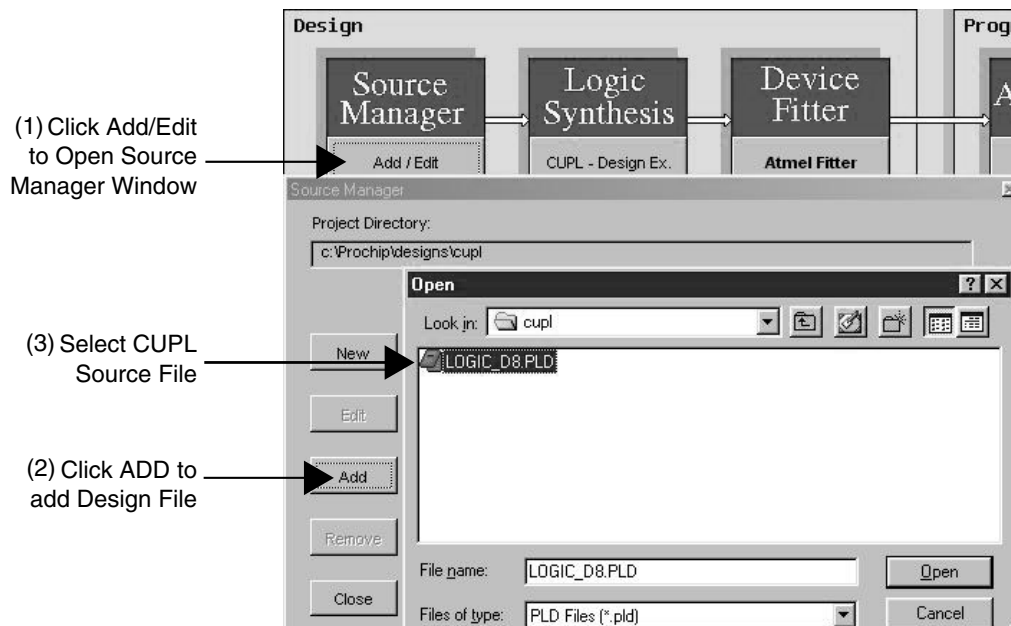 Design
Prog
Source
Manager
Logic
Synthesis
Device
Fitter
A
(1) Click Add/Edit
to Open Source
Manager Window
Add / Edit
CUPL - Design Ex.
Atmel Fitter
Source Manager
Project Directory:
c:\Prochip\designs\cupl
Open
Look in:
cupl
(3) Select CUPL
Source File
New
LOGIC_D8.PLD
Edit
(2) Click ADD to
add Design File
Add
Remove
Close
File name:
LOGIC_D8.PLD
Open
Files of type:
PLD Files (*.pld)
Cancel